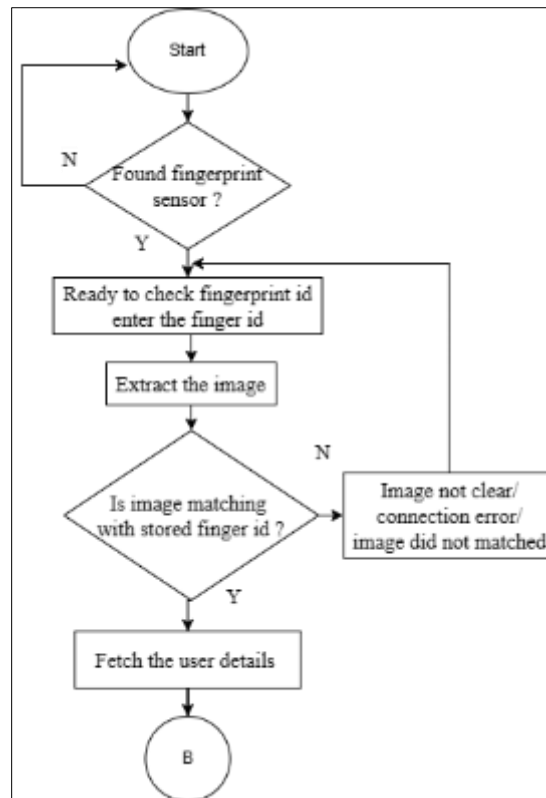 Start
N
Found fingerprint
sensor ?
Y
Ready to check fingerprint id
enter the finger id
Extract the image
N
Is image matching
with stored finger id ?
Image not clear/
connection error/
image did not matched
Y
Fetch the user details
B